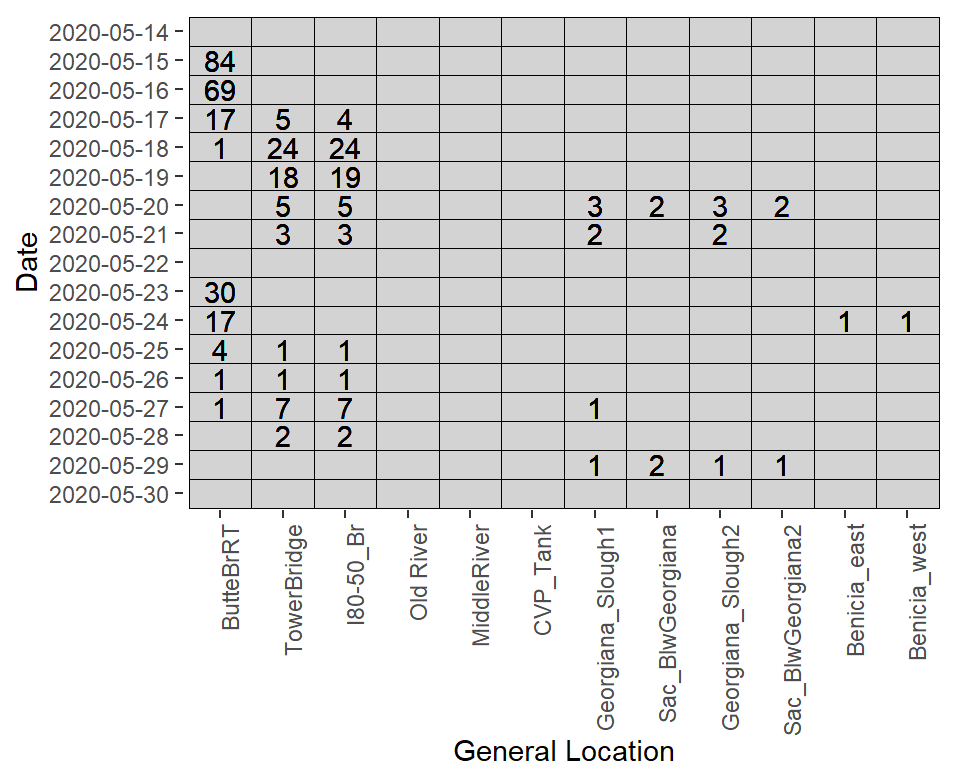 2020-05-14
2020-05-15 84
2020-05-16 69
2020-05-17 17 5 4
2020-05-18 1 24 24
2020-05-19 18 19
2020-05-20 5 5 3 2 3 2
2020-05-21 3 3 2 2
2020-05-22
2020-05-23 30
2020-05-24 17 1 1
2020-05-25 4 1 1
2020-05-26 1 1 1
2020-05-27 1 7 7 1
2020-05-28 2 2
2020-05-29 1 2 1 1
2020-05-30
Date
ButteBrRT
TowerBridge
I80-50_Br
Old River
MiddleRiver
CVP_Tank
Georgiana_Slough1
Sac_BlwGeorgiana
Georgiana_Slough2
Sac_BlwGeorgiana2
Benicia_east
Benicia_west
General Location